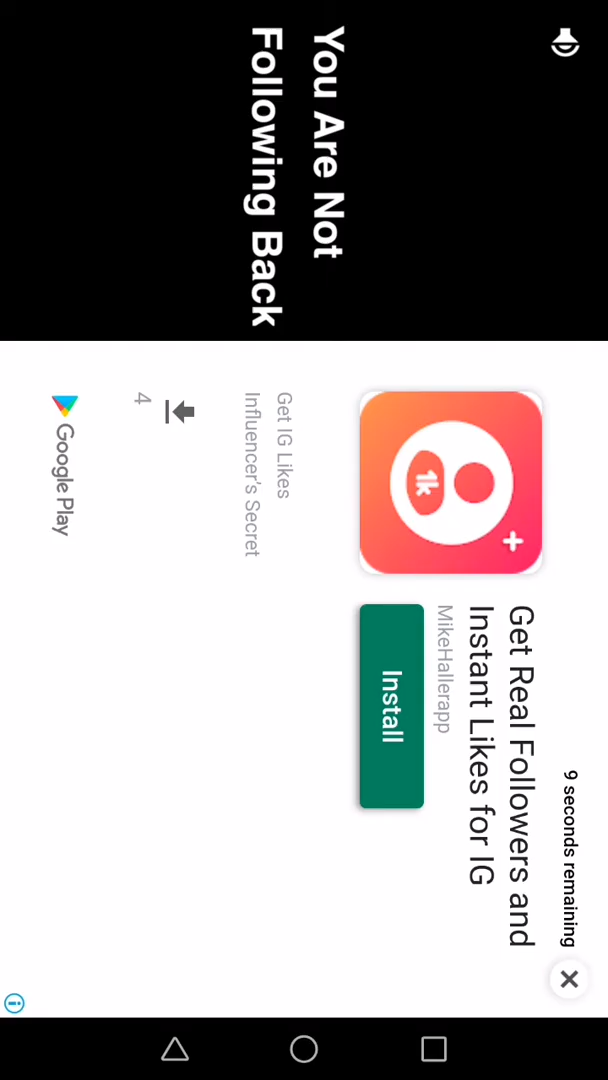 You Are Not
Following Back
9 seconds remaining
1k
Get Real Followers and
Instant Likes for IG
MikeHallerapp
Install
Get IG Likes
Influencer's Secret
4
Google Play